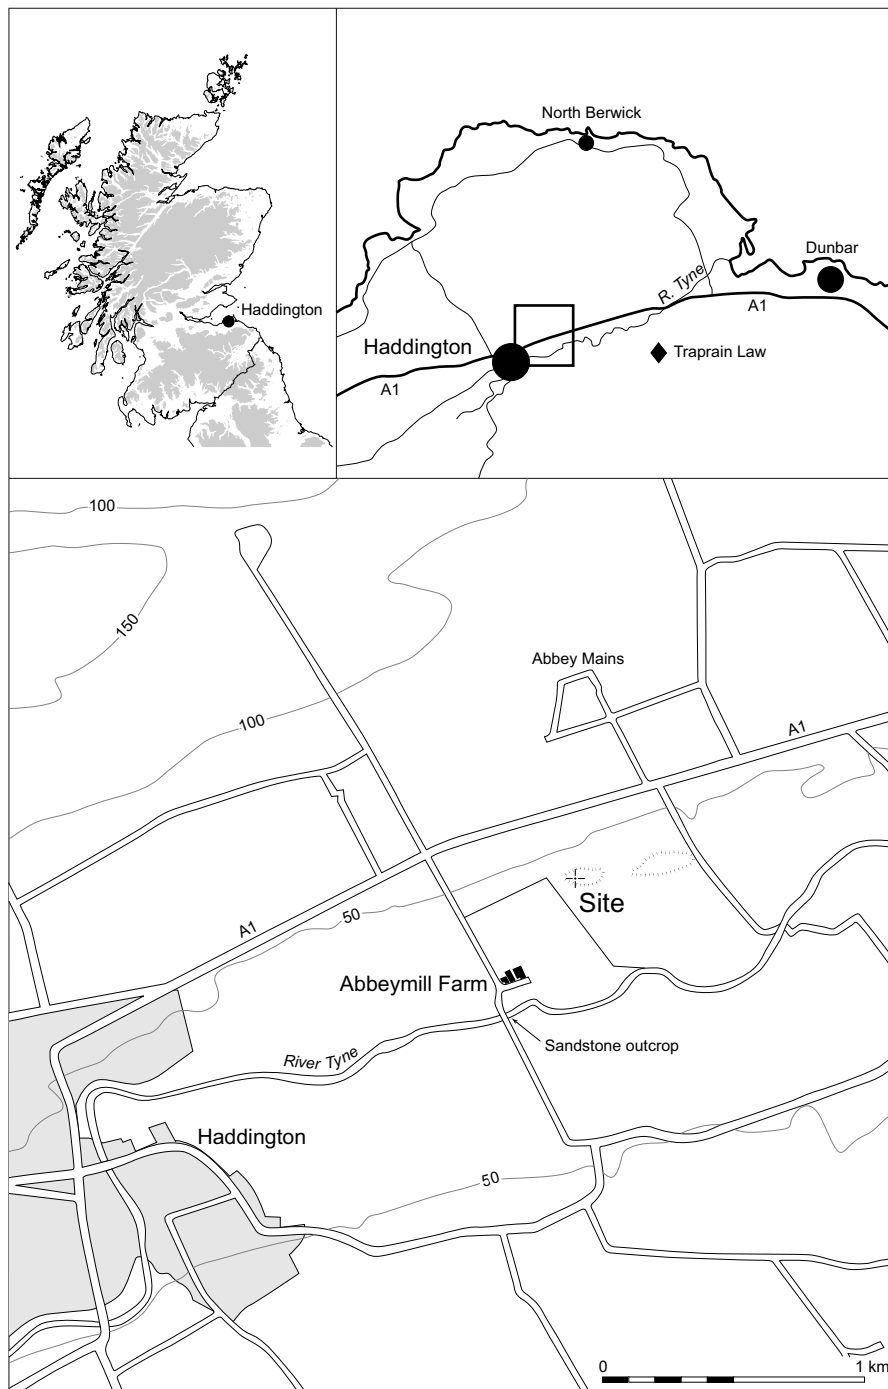 Haddington
North Berwick
Dunbar
R. Tyne
A1
Haddington
Traprain Law
A1
100
150
Abbey Mains
100
A1
Site
50
A1
Abbeymill Farm
Sandstone outcrop
River Tyne
Haddington
50
0 1 km